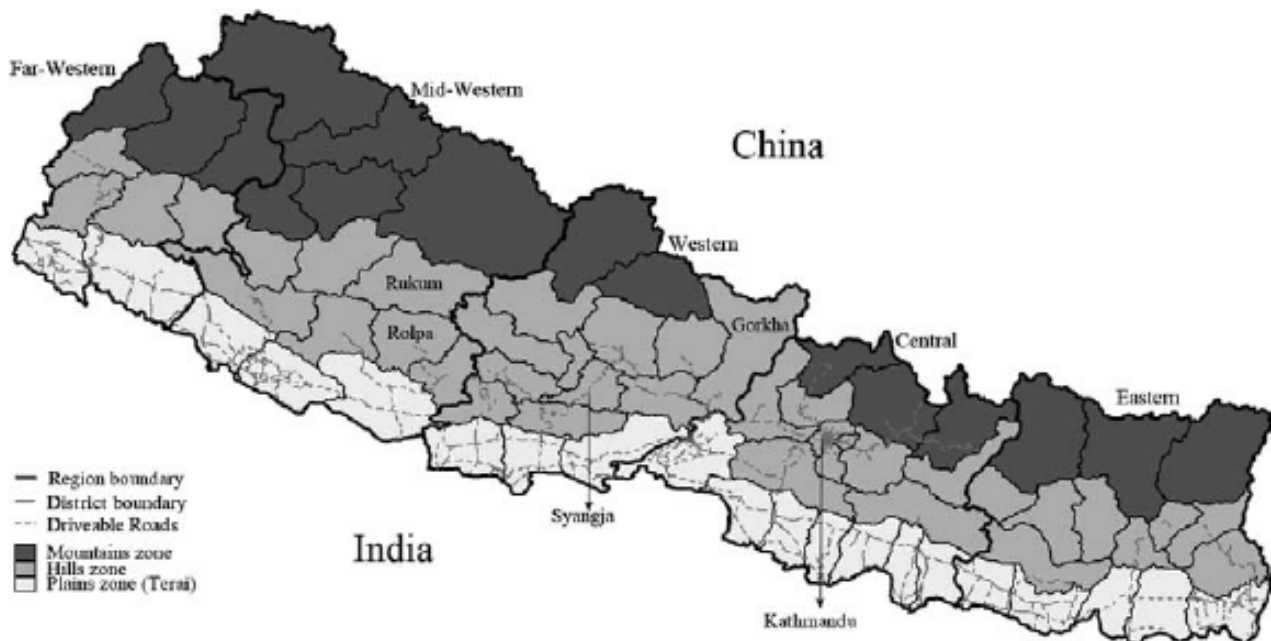 Far-Western
Mid-Western
China
Western
Rukum
Gorkha
Rolpa
Central
Eastern
Region boundary
District boundary
Driveable Roads
Syangja
India
Mountains zone
Hills zone
Plains zone (Terai)
Kathmandu